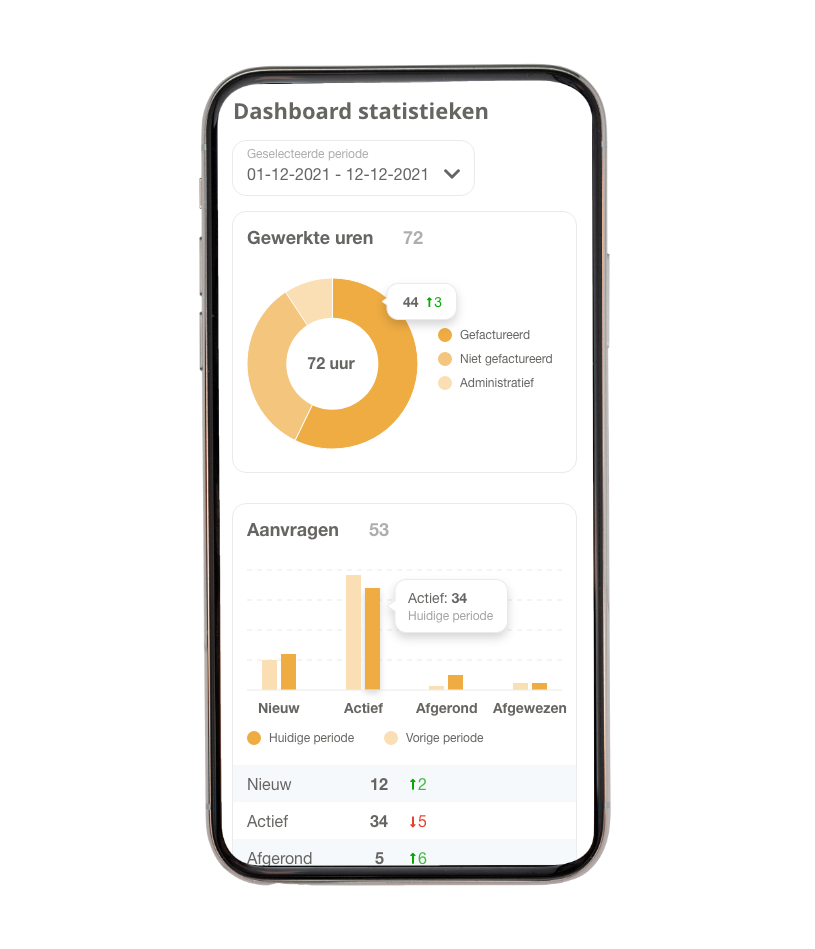 Dashboard statistieken
Geselecteerde periode
01-12-2021 - 12-12-2021
Gewerkte uren 72
44 ↑3
72 uur
Gefactureerd
Niet gefactureerd
Administratief
Aanvragen 53
Actief: 34
Huidige periode
Nieuw Actief Afgerond Afgewezen
Huidige periode Vorige periode
Nieuw 12 ↑2
Actief 34 ↓5
Afgerond 5 ↑6